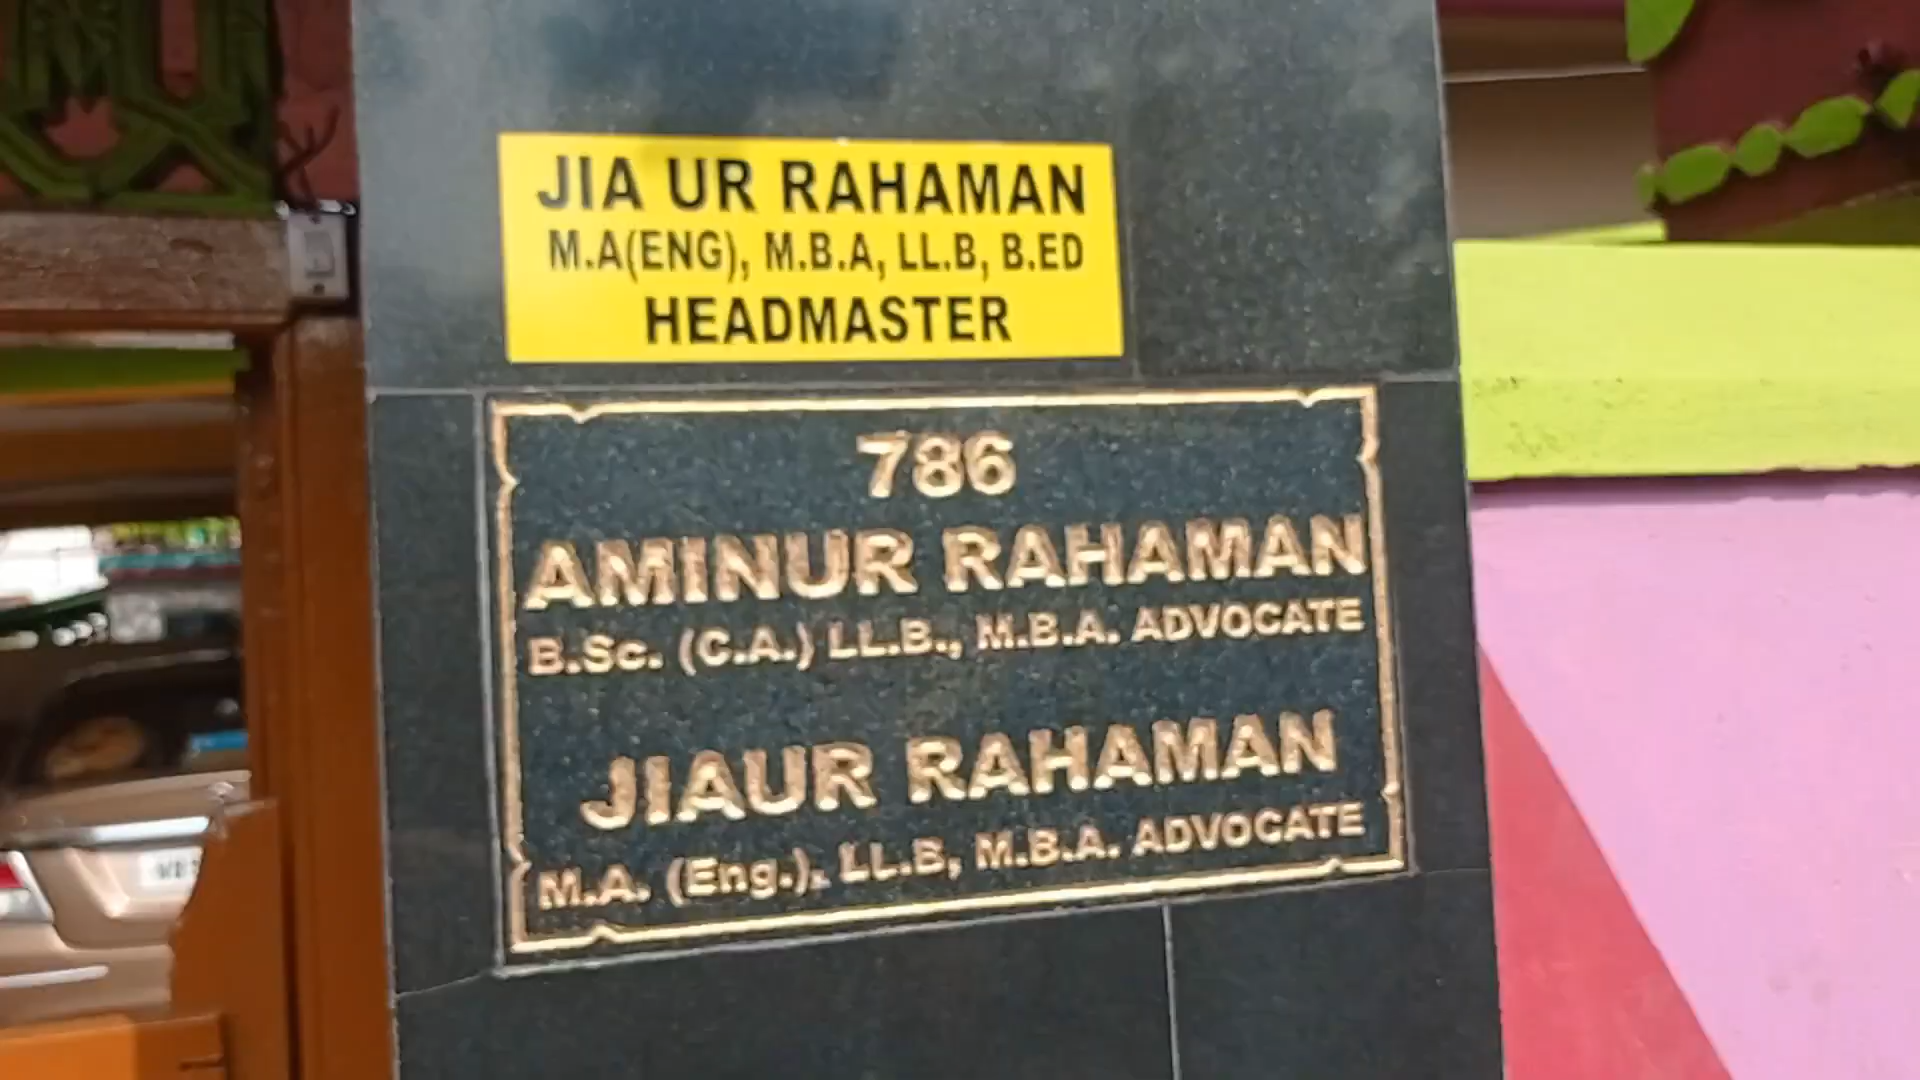 JIA UR RAHAMAN
M.A(ENG), M.B.A, LL.B, B.ED
HEADMASTER
786
AMINUR RAHAMAN
B.Sc. (C.A.) LL.B., M.B.A. ADVOCATE
JIAUR RAHAMAN
M.A. (Eng.), LL.B, M.B.A. ADVOCATE